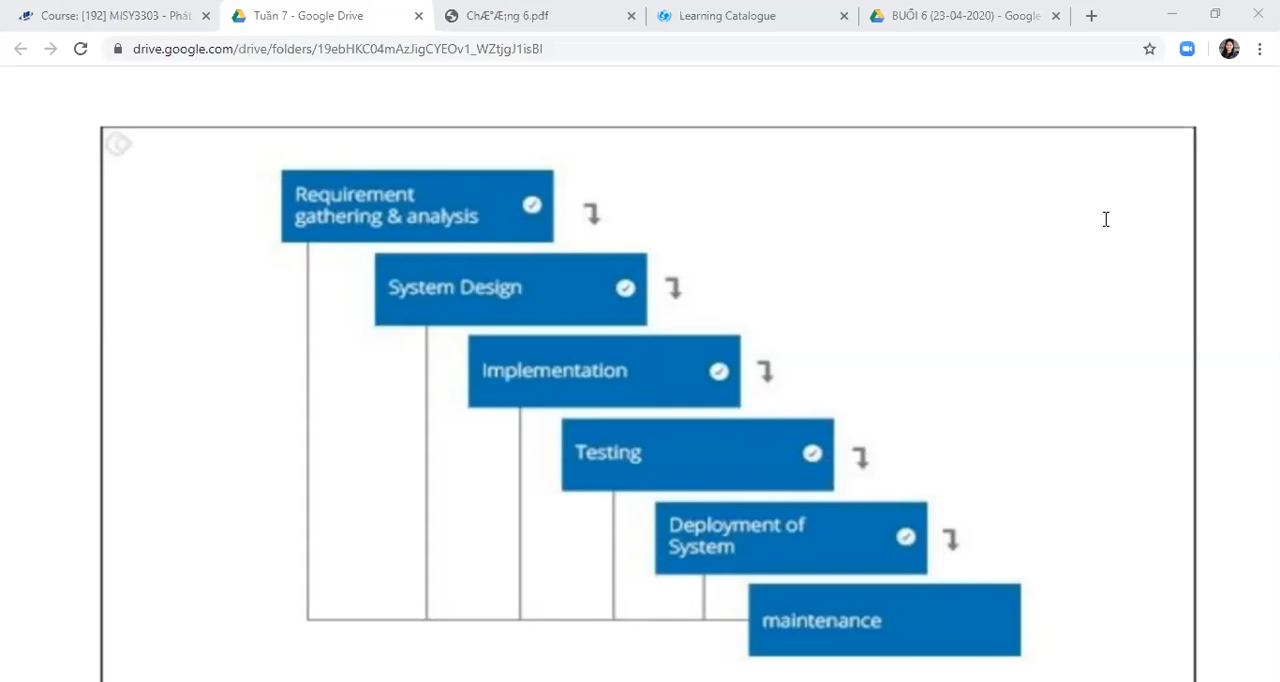 Course: [192] MISY3303 - Phát
Tuần 7 - Google Drive
ChÆ°Æ¡ng 6.pdf
Learning Catalogue
BUỔI 6 (23-04-2020) - Google
drive.google.com/drive/folders/19ebHKC04mAzJigCYEOv1_WZtjgJ1isBI
Requirement
gathering & analysis
System Design
Implementation
Testing
Deployment of
System
maintenance